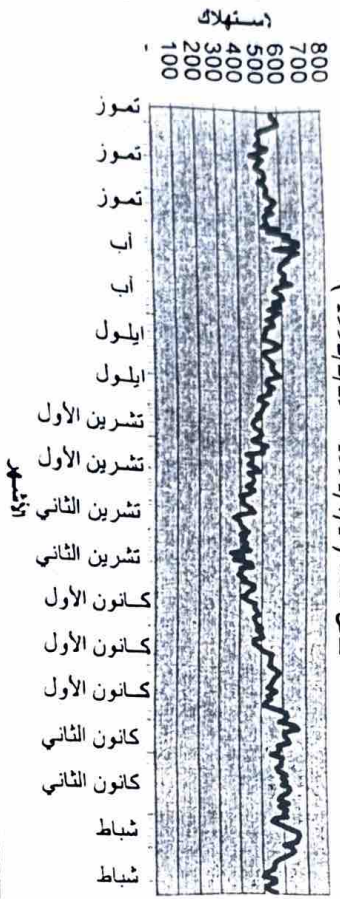 إستهلاك
800
700
600
500
400
300
200
100
-
تموز
تموز
تموز
آب
آب
ايلول
ايلول
تشرين الأول
تشرين الأول
تشرين الثاني
تشرين الثاني
كانون الأول
كانون الأول
كانون الأول
كانون الثاني
كانون الثاني
شباط
شباط
الأشهر